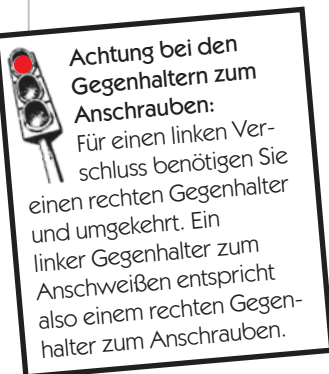 Achtung bei den
Gegenhaltern zum
Anschrauben:
Für einen linken Ver-
schluss benötigen Sie
einen rechten Gegenhalter
und umgekehrt. Ein
linker Gegenhalter zum
Anschweißen entspricht
also einem rechten Gegen-
halter zum Anschrauben.